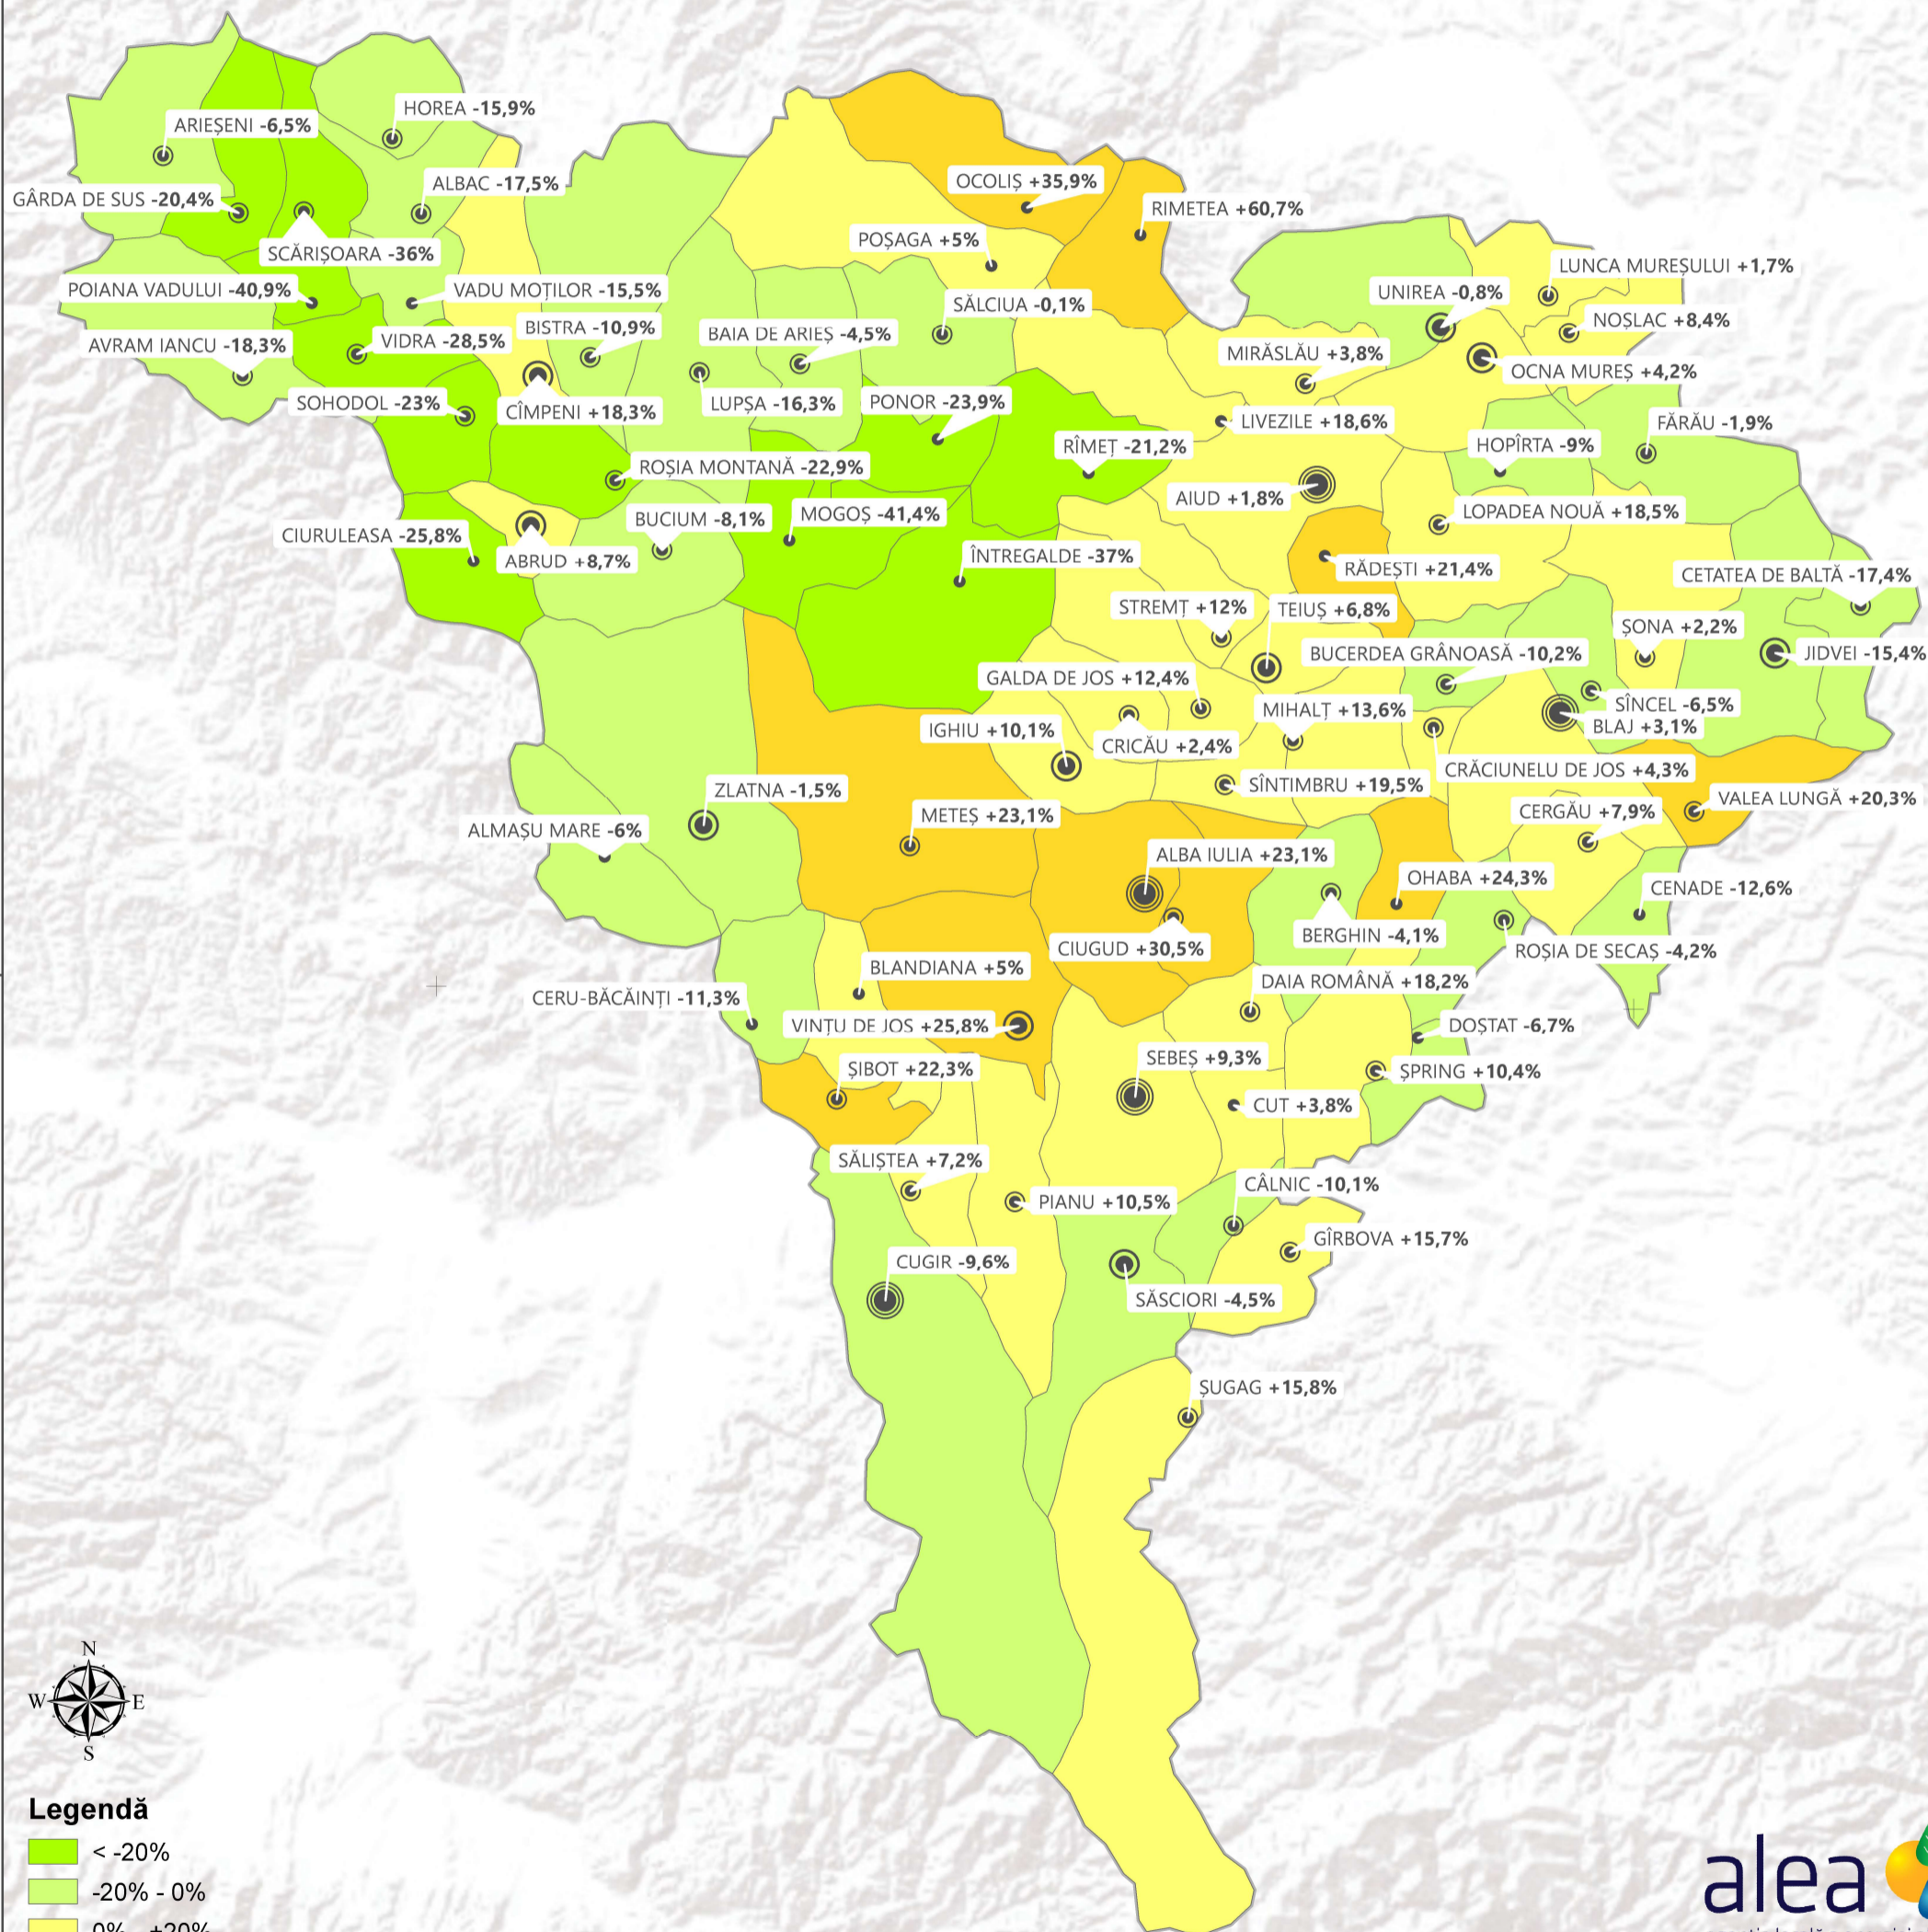 HOREA -15,9%
ARIEȘENI -6,5%
ALBAC -17,5%
GÂRDA DE SUS -20,4%
OCOLIȘ +35,9%
RIMETEA +60,7%
SCĂRIȘOARA -36%
POȘAGA +5%
LUNCA MUREȘULUI +1,7%
POIANA VADULUI -40,9%
VADU MOȚILOR -15,5%
UNIREA -0,8%
SĂLCIUA -0,1%
NOȘLAC +8,4%
BISTRA -10,9%
BAIA DE ARIEȘ -4,5%
AVRAM IANCU -18,3%
VIDRA -28,5%
MIRĂSLĂU +3,8%
OCNA MUREȘ +4,2%
SOHODOL -23%
CÎMPENI +18,3%
LUPȘA -16,3%
PONOR -23,9%
LIVEZILE +18,6%
FĂRĂU -1,9%
RÎMEȚ -21,2%
HOPÎRTA -9%
ROȘIA MONTANĂ -22,9%
AIUD +1,8%
LOPADEA NOUĂ +18,5%
BUCIUM -8,1%
MOGOȘ -41,4%
CIURULEASA -25,8%
ABRUD +8,7%
ÎNTREGALDE -37%
RĂDEȘTI +21,4%
CETATEA DE BALTĂ -17,4%
STREMȚ +12%
TEIUȘ +6,8%
ȘONA +2,2%
BUCERDEA GRÂNOASĂ -10,2%
JIDVEI -15,4%
GALDA DE JOS +12,4%
SÎNCEL -6,5%
MIHALȚ +13,6%
BLAJ +3,1%
IGHIU +10,1%
CRICĂU +2,4%
CRĂCIUNELU DE JOS +4,3%
ZLATNA -1,5%
SÎNTIMBRU +19,5%
VALEA LUNGĂ +20,3%
METEȘ +23,1%
CERGĂU +7,9%
ALMAȘU MARE -6%
ALBA IULIA +23,1%
OHABA +24,3%
CENADE -12,6%
CIUGUD +30,5%
BERGHIN -4,1%
ROȘIA DE SECAȘ -4,2%
BLANDIANA +5%
DAIA ROMÂNĂ +18,2%
CERU-BĂCĂINȚI -11,3%
VINȚU DE JOS +25,8%
DOȘTAT -6,7%
SEBEȘ +9,3%
ȘIBOT +22,3%
ȘPRING +10,4%
CUT +3,8%
SĂLIȘTEA +7,2%
CÂLNIC -10,1%
PIANU +10,5%
GÎRBOVA +15,7%
CUGIR -9,6%
SĂSCIORI -4,5%
ȘUGAG +15,8%
N
W E
S
Legendă
< -20%
-20% - 0%
0% - +20%
alea